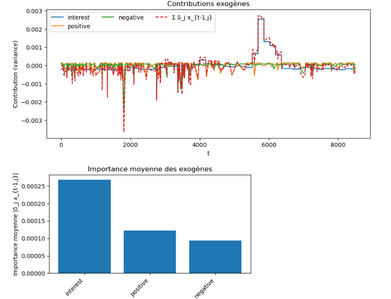 Contributions exogènes
Contribution (variance)
0.003
0.002
0.001
0.000
−0.001
−0.002
−0.003
interest
positive
negative
Σ δ_j x_{t-1,j}
0
2000
4000
6000
8000
t
Importance moyenne des exogènes
Importance moyenne |δ_j x_{t-1,j}|
0.00025
0.00020
0.00015
0.00010
0.00005
0.00000
interest
positive
negative